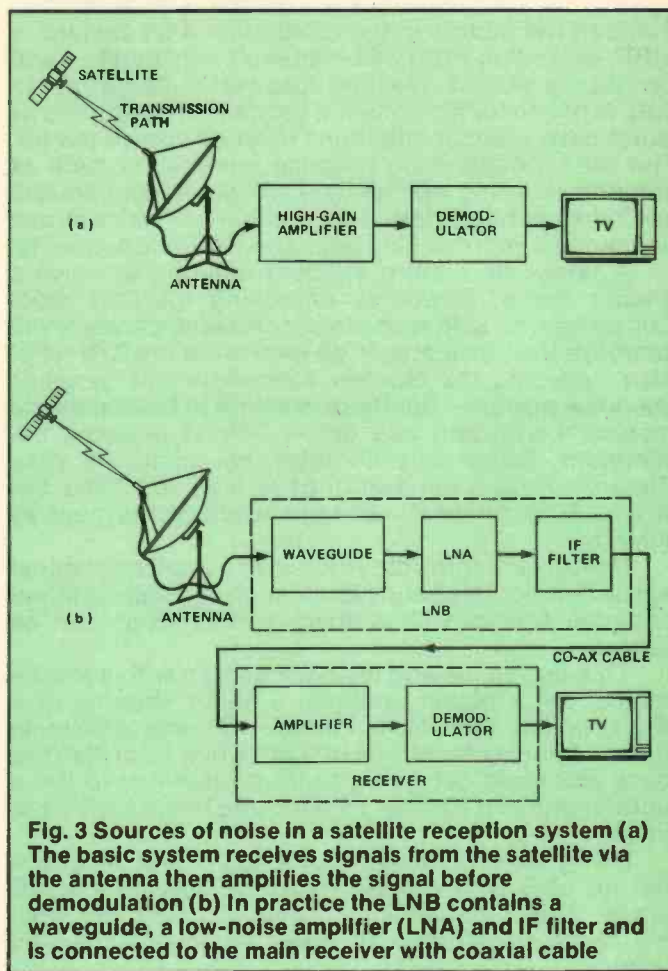 SATELLITE
TRANSMISSION
PATH
(a)
HIGH-GAIN
AMPLIFIER
DEMOD-
ULATOR
TV
ANTENNA
(b)
WAVEGUIDE
LNA
IF
FILTER
LNB
ANTENNA
CO-AX CABLE
AMPLIFIER
DEMOD-
ULATOR
TV
RECEIVER
Fig. 3 Sources of noise in a satellite reception system (a)
The basic system receives signals from the satellite via
the antenna then amplifies the signal before
demodulation (b) In practice the LNB contains a
waveguide, a low-noise amplifier (LNA) and IF filter and
is connected to the main receiver with coaxial cable